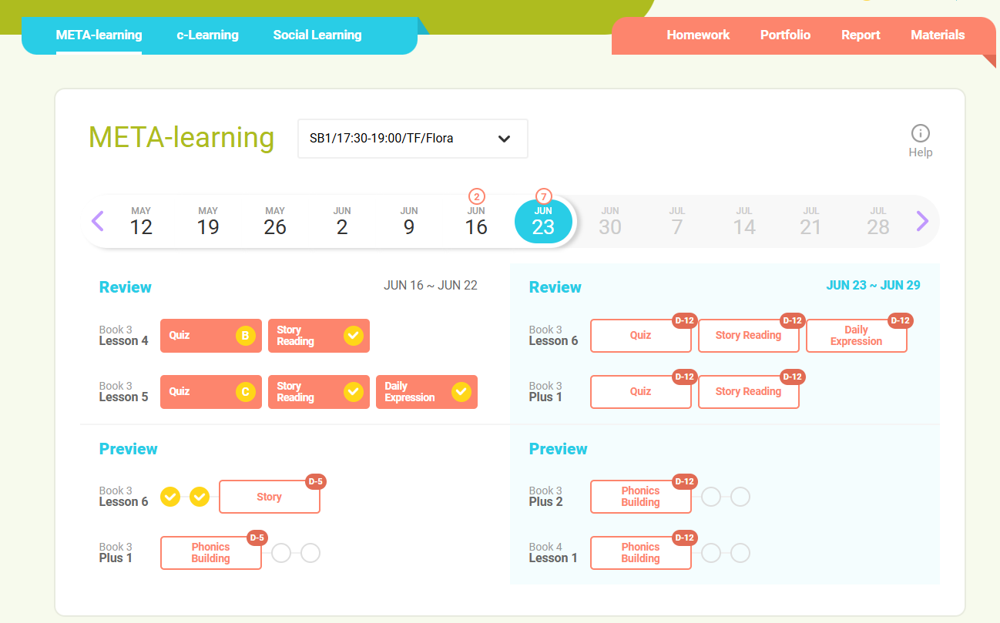 META-learning
c-Learning
Social Learning
Homework
Portfolio
Report
Materials
META-learning
SB1/17:30-19:00/TF/Flora
Help
2
7
MAY
12
MAY
19
MAY
26
JUN
2
JUN
9
JUN
16
JUN
23
JUN
30
JUL
7
JUL
14
JUL
21
JUL
28
Review
JUN 16 ~ JUN 22
Book 3
Lesson 4
Quiz
B
Story
Reading
Book 3
Lesson 5
Quiz
C
Story
Reading
Daily
Expression
Preview
Book 3
Lesson 6
Story
D-5
Book 3
Plus 1
Phonics
Building
D-5
Review
JUN 23 ~ JUN 29
Book 3
Lesson 6
Quiz
D-12
Story Reading
D-12
Daily
Expression
D-12
Book 3
Plus 1
Quiz
D-12
Story Reading
D-12
Preview
Book 3
Plus 2
Phonics
Building
D-12
Book 4
Lesson 1
Phonics
Building
D-12